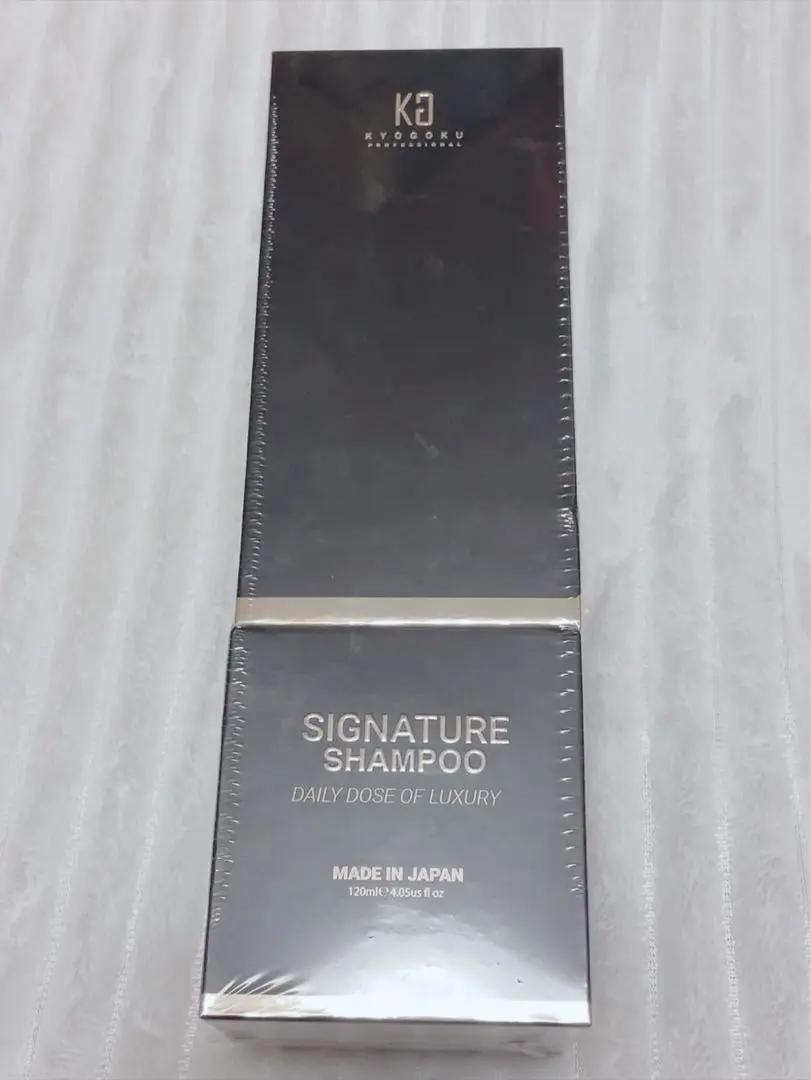 KG
KYOGOKU
PROFESSIONAL
SIGNATURE
SHAMPOO
DAILY DOSE OF LUXURY
MADE IN JAPAN
120ml℮4.05us fl oz